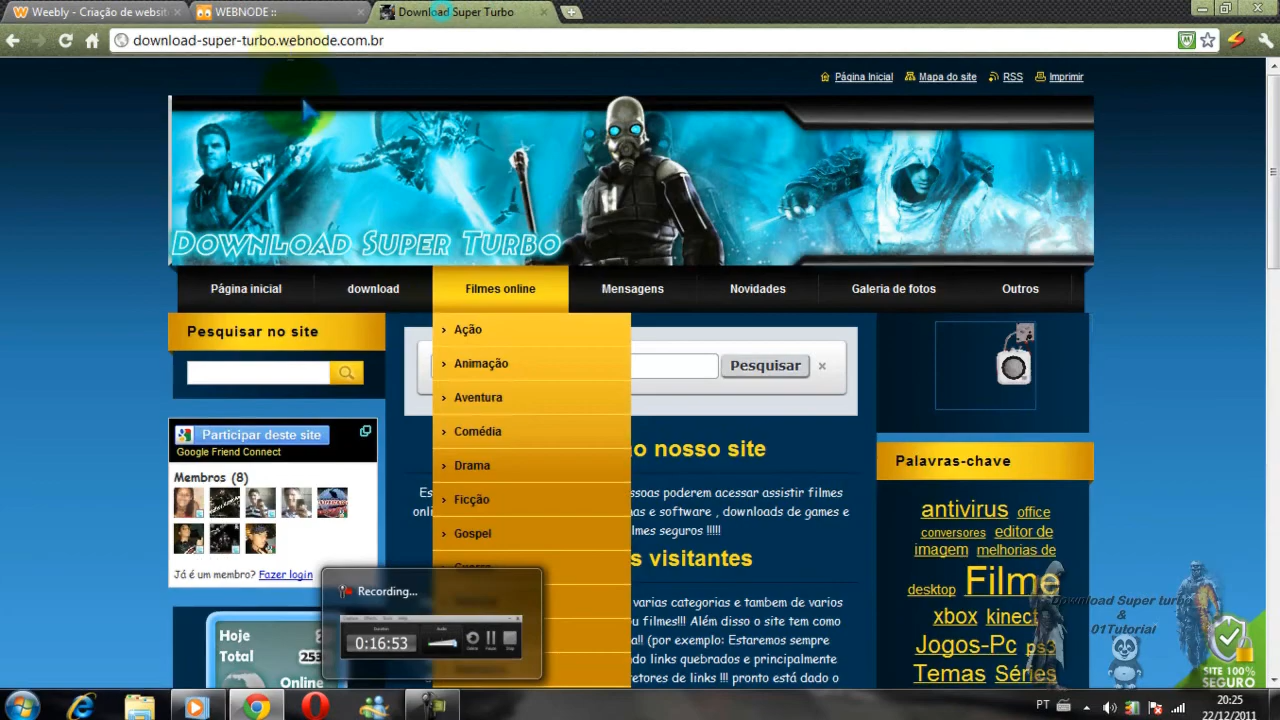 Weebly - Criação de websit
WEBNODE ::
Download Super Turbo
download-super-turbo.webnode.com.br
Página Inicial
Mapa do site
RSS
Imprimir
Download Super Turbo
Página inicial
download
Filmes online
Mensagens
Novidades
Galeria de fotos
Outros
Pesquisar no site
Participar deste site
Google Friend Connect
Membros (8)
Já é um membro? Fazer login
Hoje
Total 253
Online
Ação
Animação
Aventura
Comédia
Drama
Ficção
Gospel
Pesquisar
o nosso site
Es
ssoas poderem acessar assistir filmes
onli
mas e software , downloads de games e
filmes seguros !!!!!
s visitantes
varias categorias e tambem de varios
u filmes!!! Além disso o site tem como
u!! (por exemplo: Estaremos sempre
do links quebrados e principalmente
retores de links !!! pronto está dado o
Palavras-chave
antivirus office
conversores editor de
imagem melhorias de
desktop Filme
xbox kinect
Jogos-Pc ps3
Temas Séries
Download Super turbo
&
01Tutorial
SITE 100%
SEGURO
Recording...
0:16:53
PT
20:25
22/12/2011